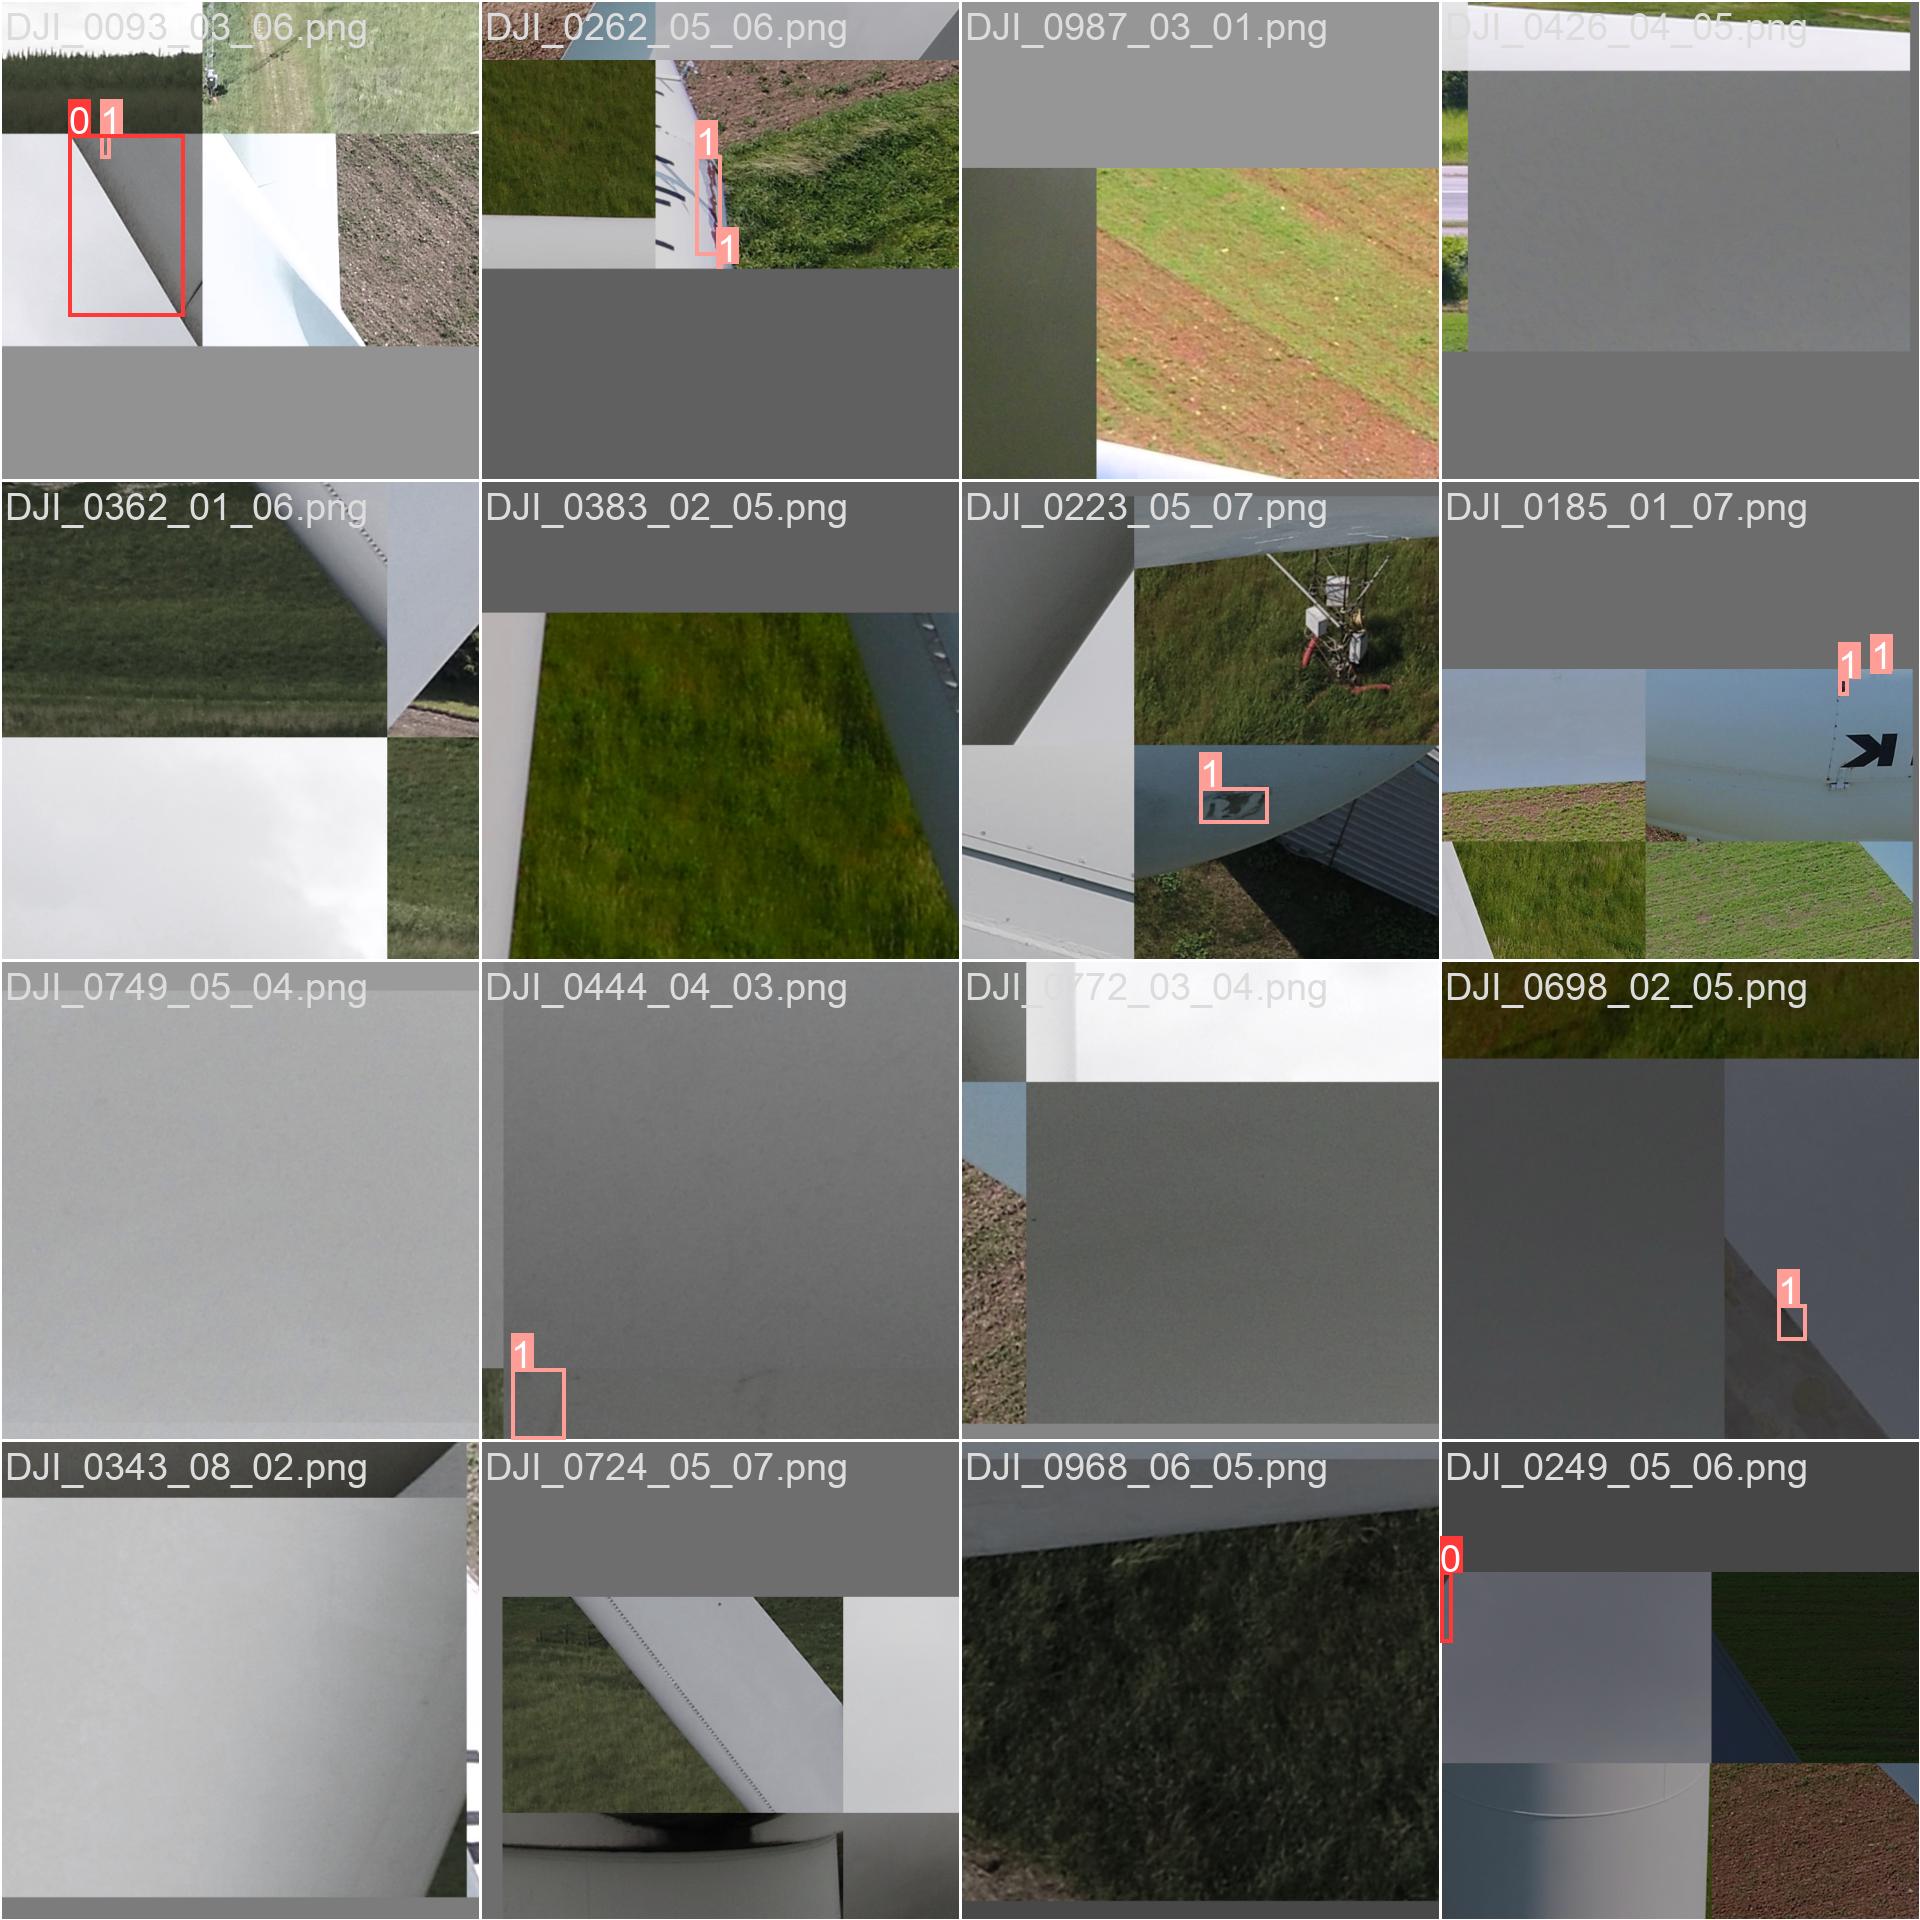 DJI_0093_03_06.png
DJI_0262_05_06.png
DJI_0987_03_01.png
DJI_0426_04_05.png
0 1
1
1
DJI_0362_01_06.png
DJI_0383_02_05.png
DJI_0223_05_07.png
DJI_0185_01_07.png
1
1 1
K
DJI_0749_05_04.png
DJI_0444_04_03.png
DJI_0772_03_04.png
DJI_0698_02_05.png
1
1
DJI_0343_08_02.png
DJI_0724_05_07.png
DJI_0968_06_05.png
DJI_0249_05_06.png
0